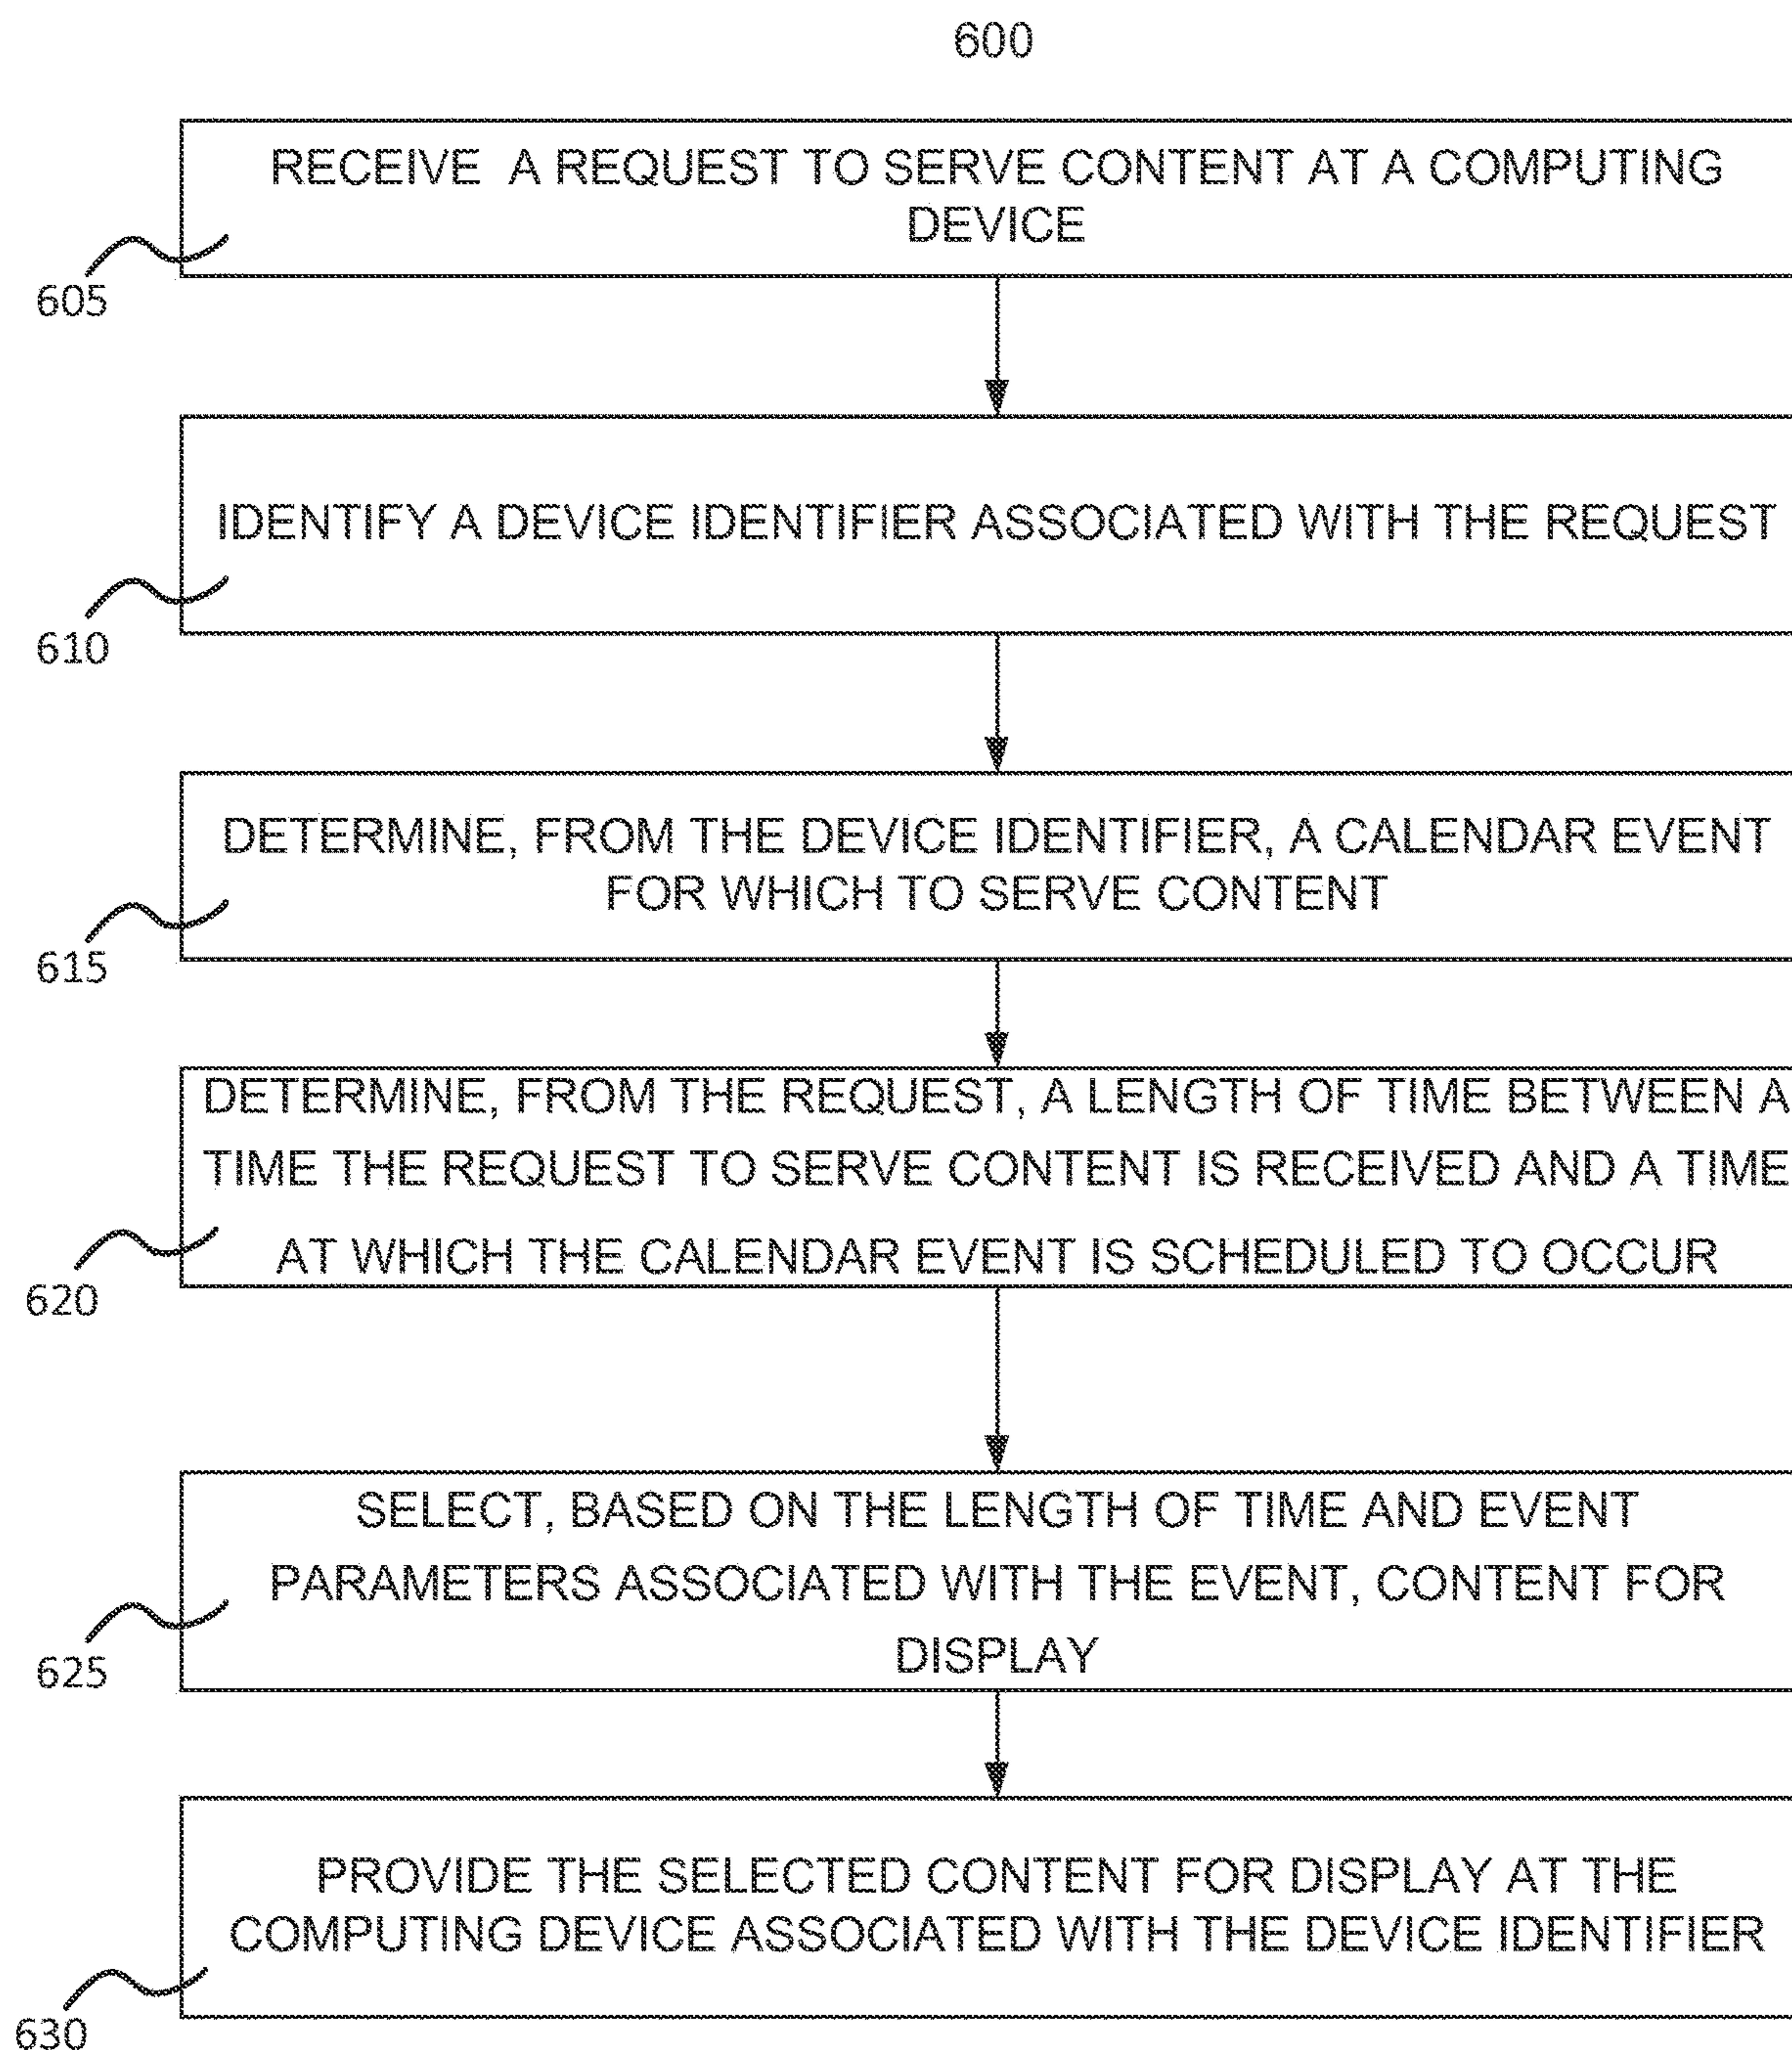 600
RECEIVE A REQUEST TO SERVE CONTENT AT A COMPUTING
DEVICE
605
IDENTIFY A DEVICE IDENTIFIER ASSOCIATED WITH THE REQUEST
610
DETERMINE, FROM THE DEVICE IDENTIFIER, A CALENDAR EVENT
FOR WHICH TO SERVE CONTENT
615
DETERMINE, FROM THE REQUEST, A LENGTH OF TIME BETWEEN A
TIME THE REQUEST TO SERVE CONTENT IS RECEIVED AND A TIME
AT WHICH THE CALENDAR EVENT IS SCHEDULED TO OCCUR
620
SELECT, BASED ON THE LENGTH OF TIME AND EVENT
PARAMETERS ASSOCIATED WITH THE EVENT, CONTENT FOR
DISPLAY
625
PROVIDE THE SELECTED CONTENT FOR DISPLAY AT THE
COMPUTING DEVICE ASSOCIATED WITH THE DEVICE IDENTIFIER
630